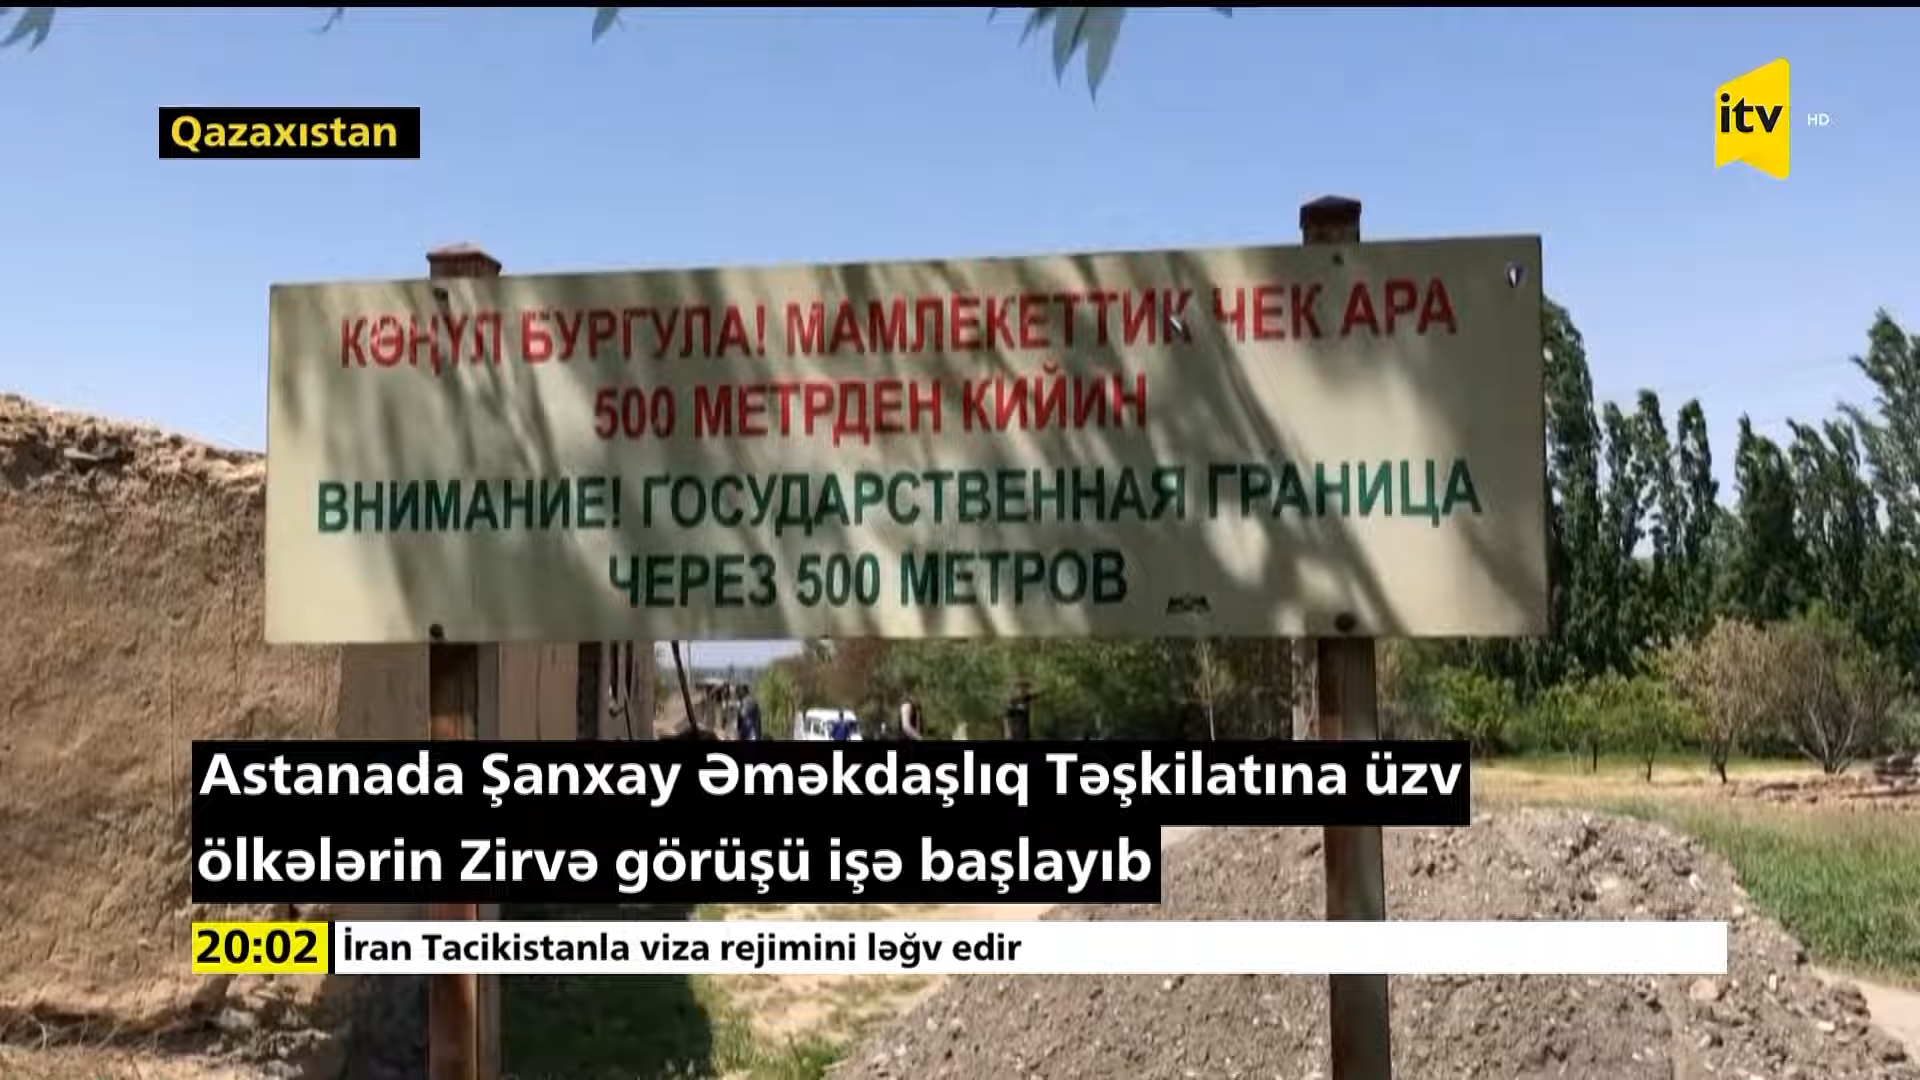 Qazaxıstan
itv HD
КӨҢҮЛ БУРГУЛА! МАМЛЕКЕТТИК ЧЕК АРА
500 МЕТРДЕН КИЙИН
ВНИМАНИЕ! ГОСУДАРСТВЕННАЯ ГРАНИЦА
ЧЕРЕЗ 500 МЕТРОВ
Astanada Şanxay Əməkdaşlıq Təşkilatına üzv
ölkələrin Zirvə görüşü işə başlayıb
20:02 İran Tacikistanla viza rejimini ləğv edir